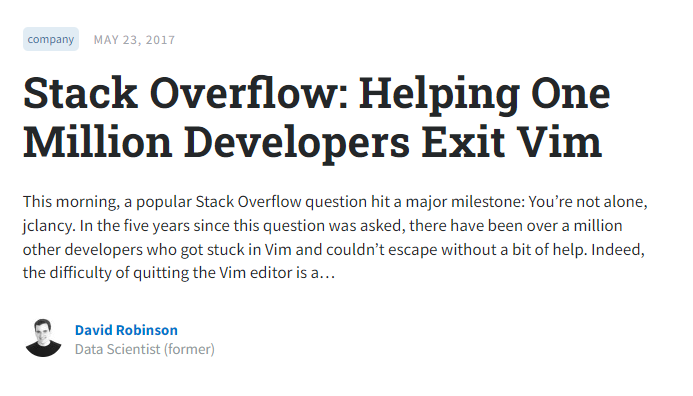 company MAY 23, 2017
Stack Overflow: Helping One
Million Developers Exit Vim
This morning, a popular Stack Overflow question hit a major milestone: You’re not alone,
jclancy. In the five years since this question was asked, there have been over a million
other developers who got stuck in Vim and couldn’t escape without a bit of help. Indeed,
the difficulty of quitting the Vim editor is a…
David Robinson
Data Scientist (former)